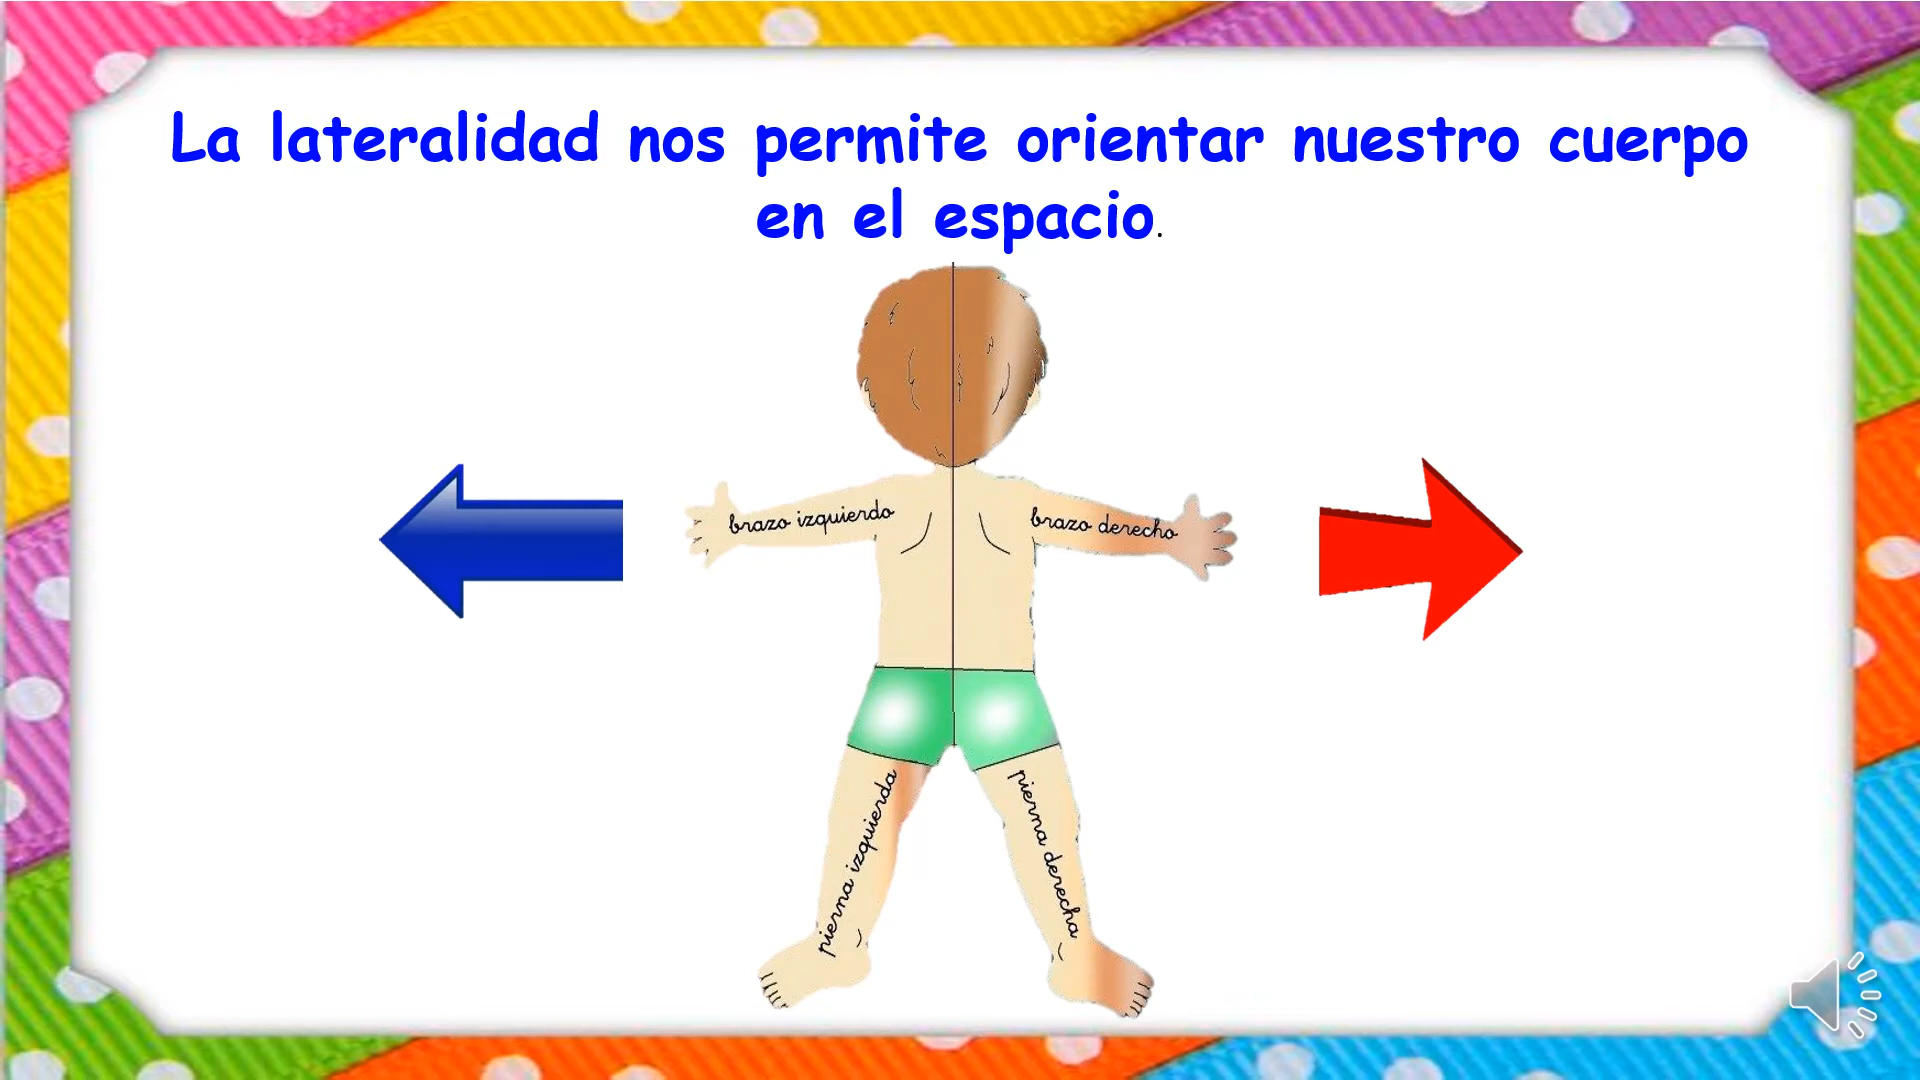 La lateralidad nos permite orientar nuestro cuerpo
en el espacio.
brazo izquierdo
brazo derecho
pierna izquierda
pierna derecha